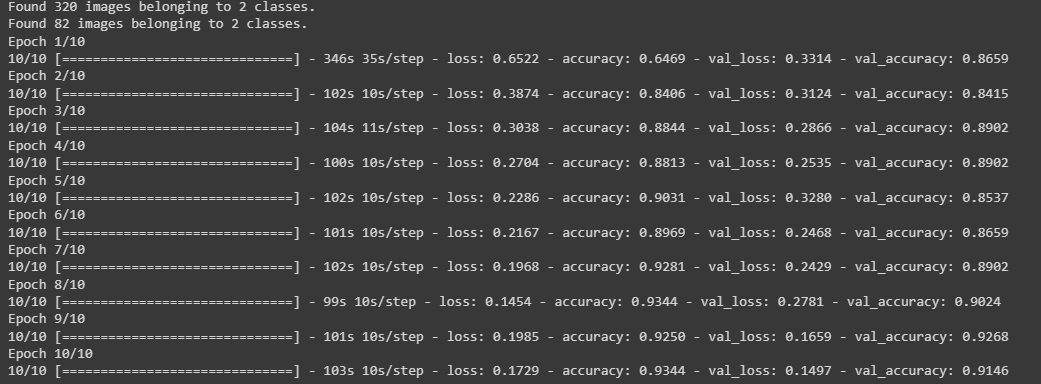 Found 320 images belonging to 2 classes.
Found 82 images belonging to 2 classes.
Epoch 1/10
10/10 [==============================] - 346s 35s/step - loss: 0.6522 - accuracy: 0.6469 - val_loss: 0.3314 - val_accuracy: 0.8659
Epoch 2/10
10/10 [==============================] - 102s 10s/step - loss: 0.3874 - accuracy: 0.8406 - val_loss: 0.3124 - val_accuracy: 0.8415
Epoch 3/10
10/10 [==============================] - 104s 11s/step - loss: 0.3038 - accuracy: 0.8844 - val_loss: 0.2866 - val_accuracy: 0.8902
Epoch 4/10
10/10 [==============================] - 100s 10s/step - loss: 0.2704 - accuracy: 0.8813 - val_loss: 0.2535 - val_accuracy: 0.8902
Epoch 5/10
10/10 [==============================] - 102s 10s/step - loss: 0.2286 - accuracy: 0.9031 - val_loss: 0.3280 - val_accuracy: 0.8537
Epoch 6/10
10/10 [==============================] - 101s 10s/step - loss: 0.2167 - accuracy: 0.8969 - val_loss: 0.2468 - val_accuracy: 0.8659
Epoch 7/10
10/10 [==============================] - 102s 10s/step - loss: 0.1968 - accuracy: 0.9281 - val_loss: 0.2429 - val_accuracy: 0.8902
Epoch 8/10
10/10 [==============================] - 99s 10s/step - loss: 0.1454 - accuracy: 0.9344 - val_loss: 0.2781 - val_accuracy: 0.9024
Epoch 9/10
10/10 [==============================] - 101s 10s/step - loss: 0.1985 - accuracy: 0.9250 - val_loss: 0.1659 - val_accuracy: 0.9268
Epoch 10/10
10/10 [==============================] - 103s 10s/step - loss: 0.1729 - accuracy: 0.9344 - val_loss: 0.1497 - val_accuracy: 0.9146